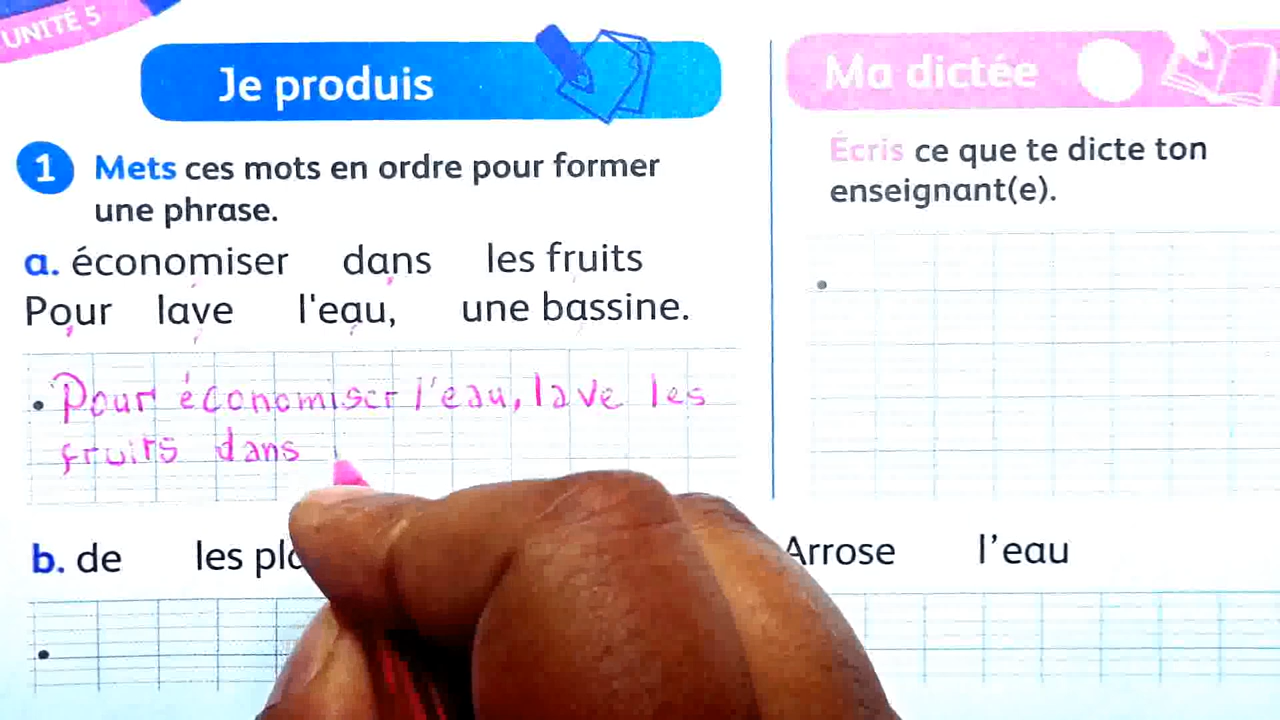 UNITÉ 5
Je produis
1 Mets ces mots en ordre pour former
une phrase.
a. économiser dans les fruits
Pour lave l'eau, une bassine.
• Pour économiser l'eau, lave les
fruits dans
b. de les Arrose l'eau
•
Ma dictée
Écris ce que te dicte ton
enseignant(e).
•